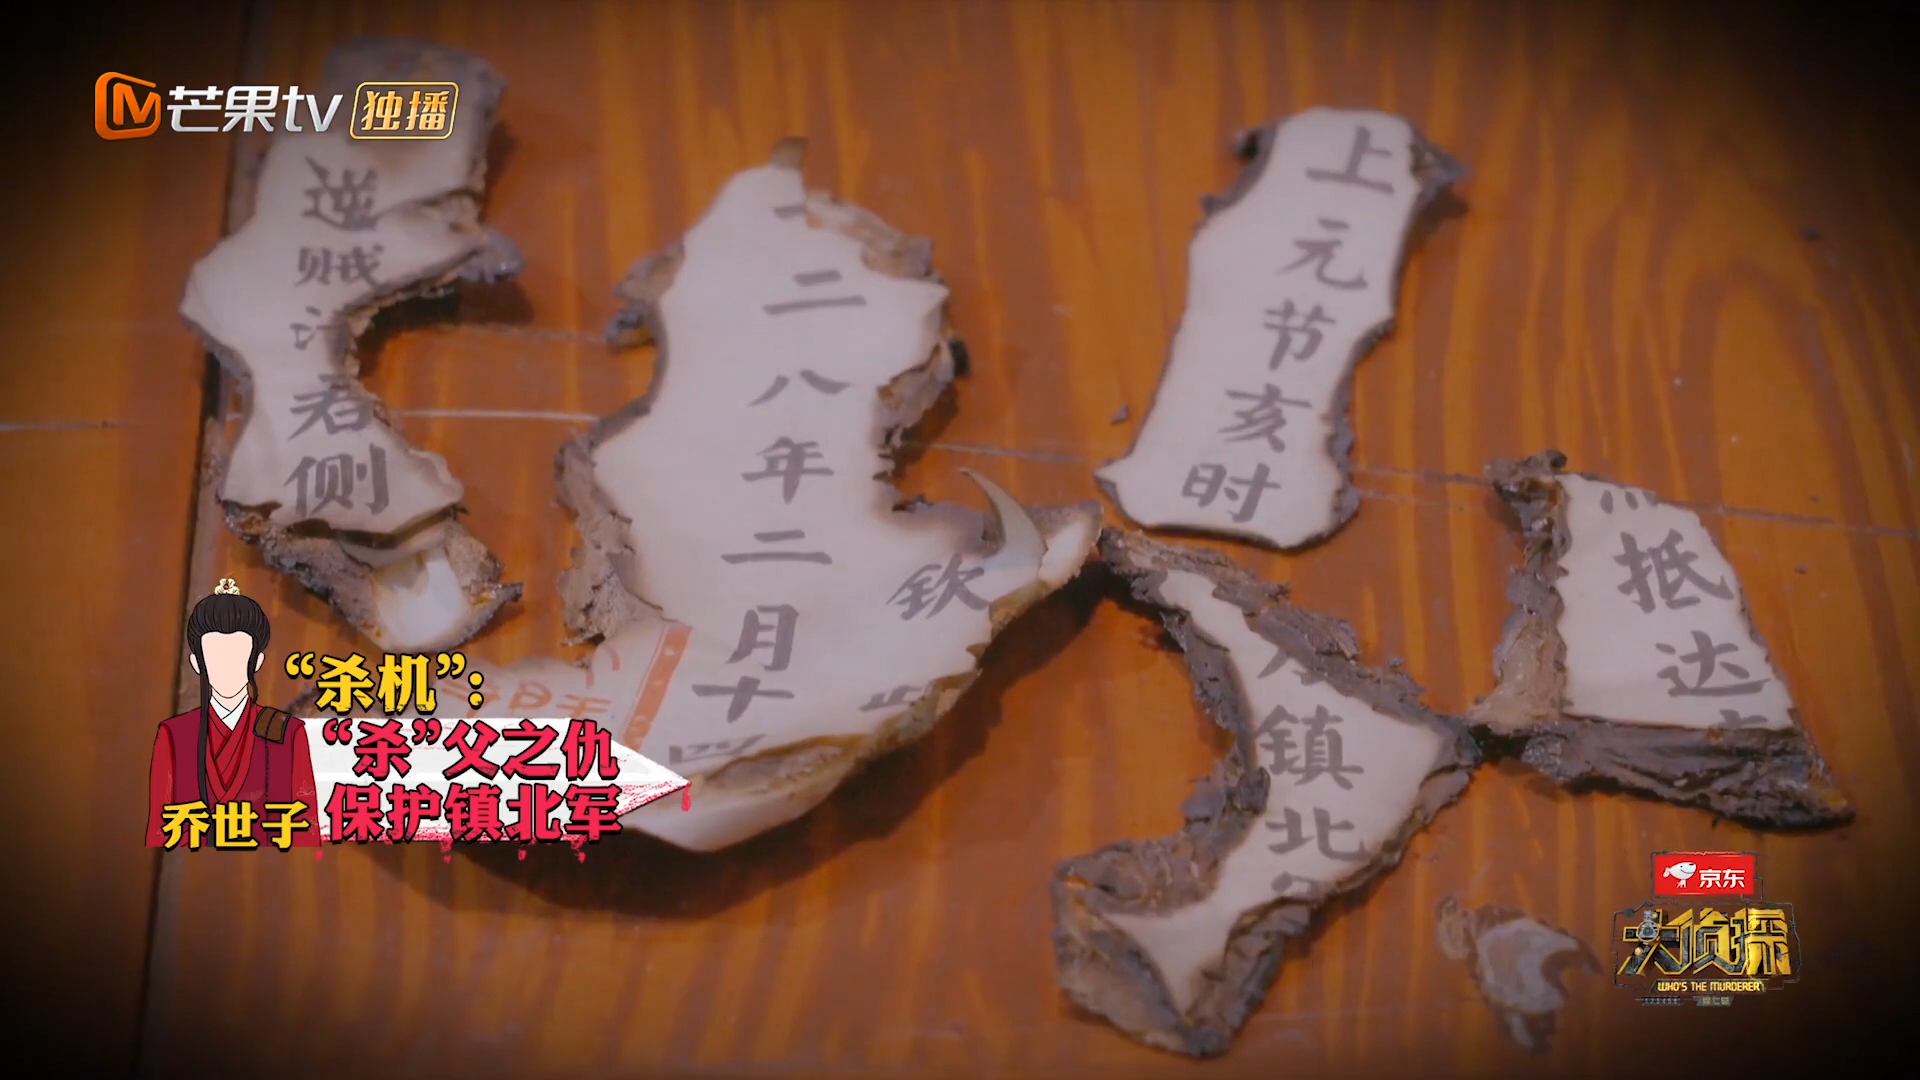 芒果tv 独播
逆贼
君侧
二八年二月十四
钦
上元节亥时
抵达
镇北
“杀机”：
“杀”父之仇
保护镇北军
乔世子
京东
大侦探
WHO'S THE MURDERER